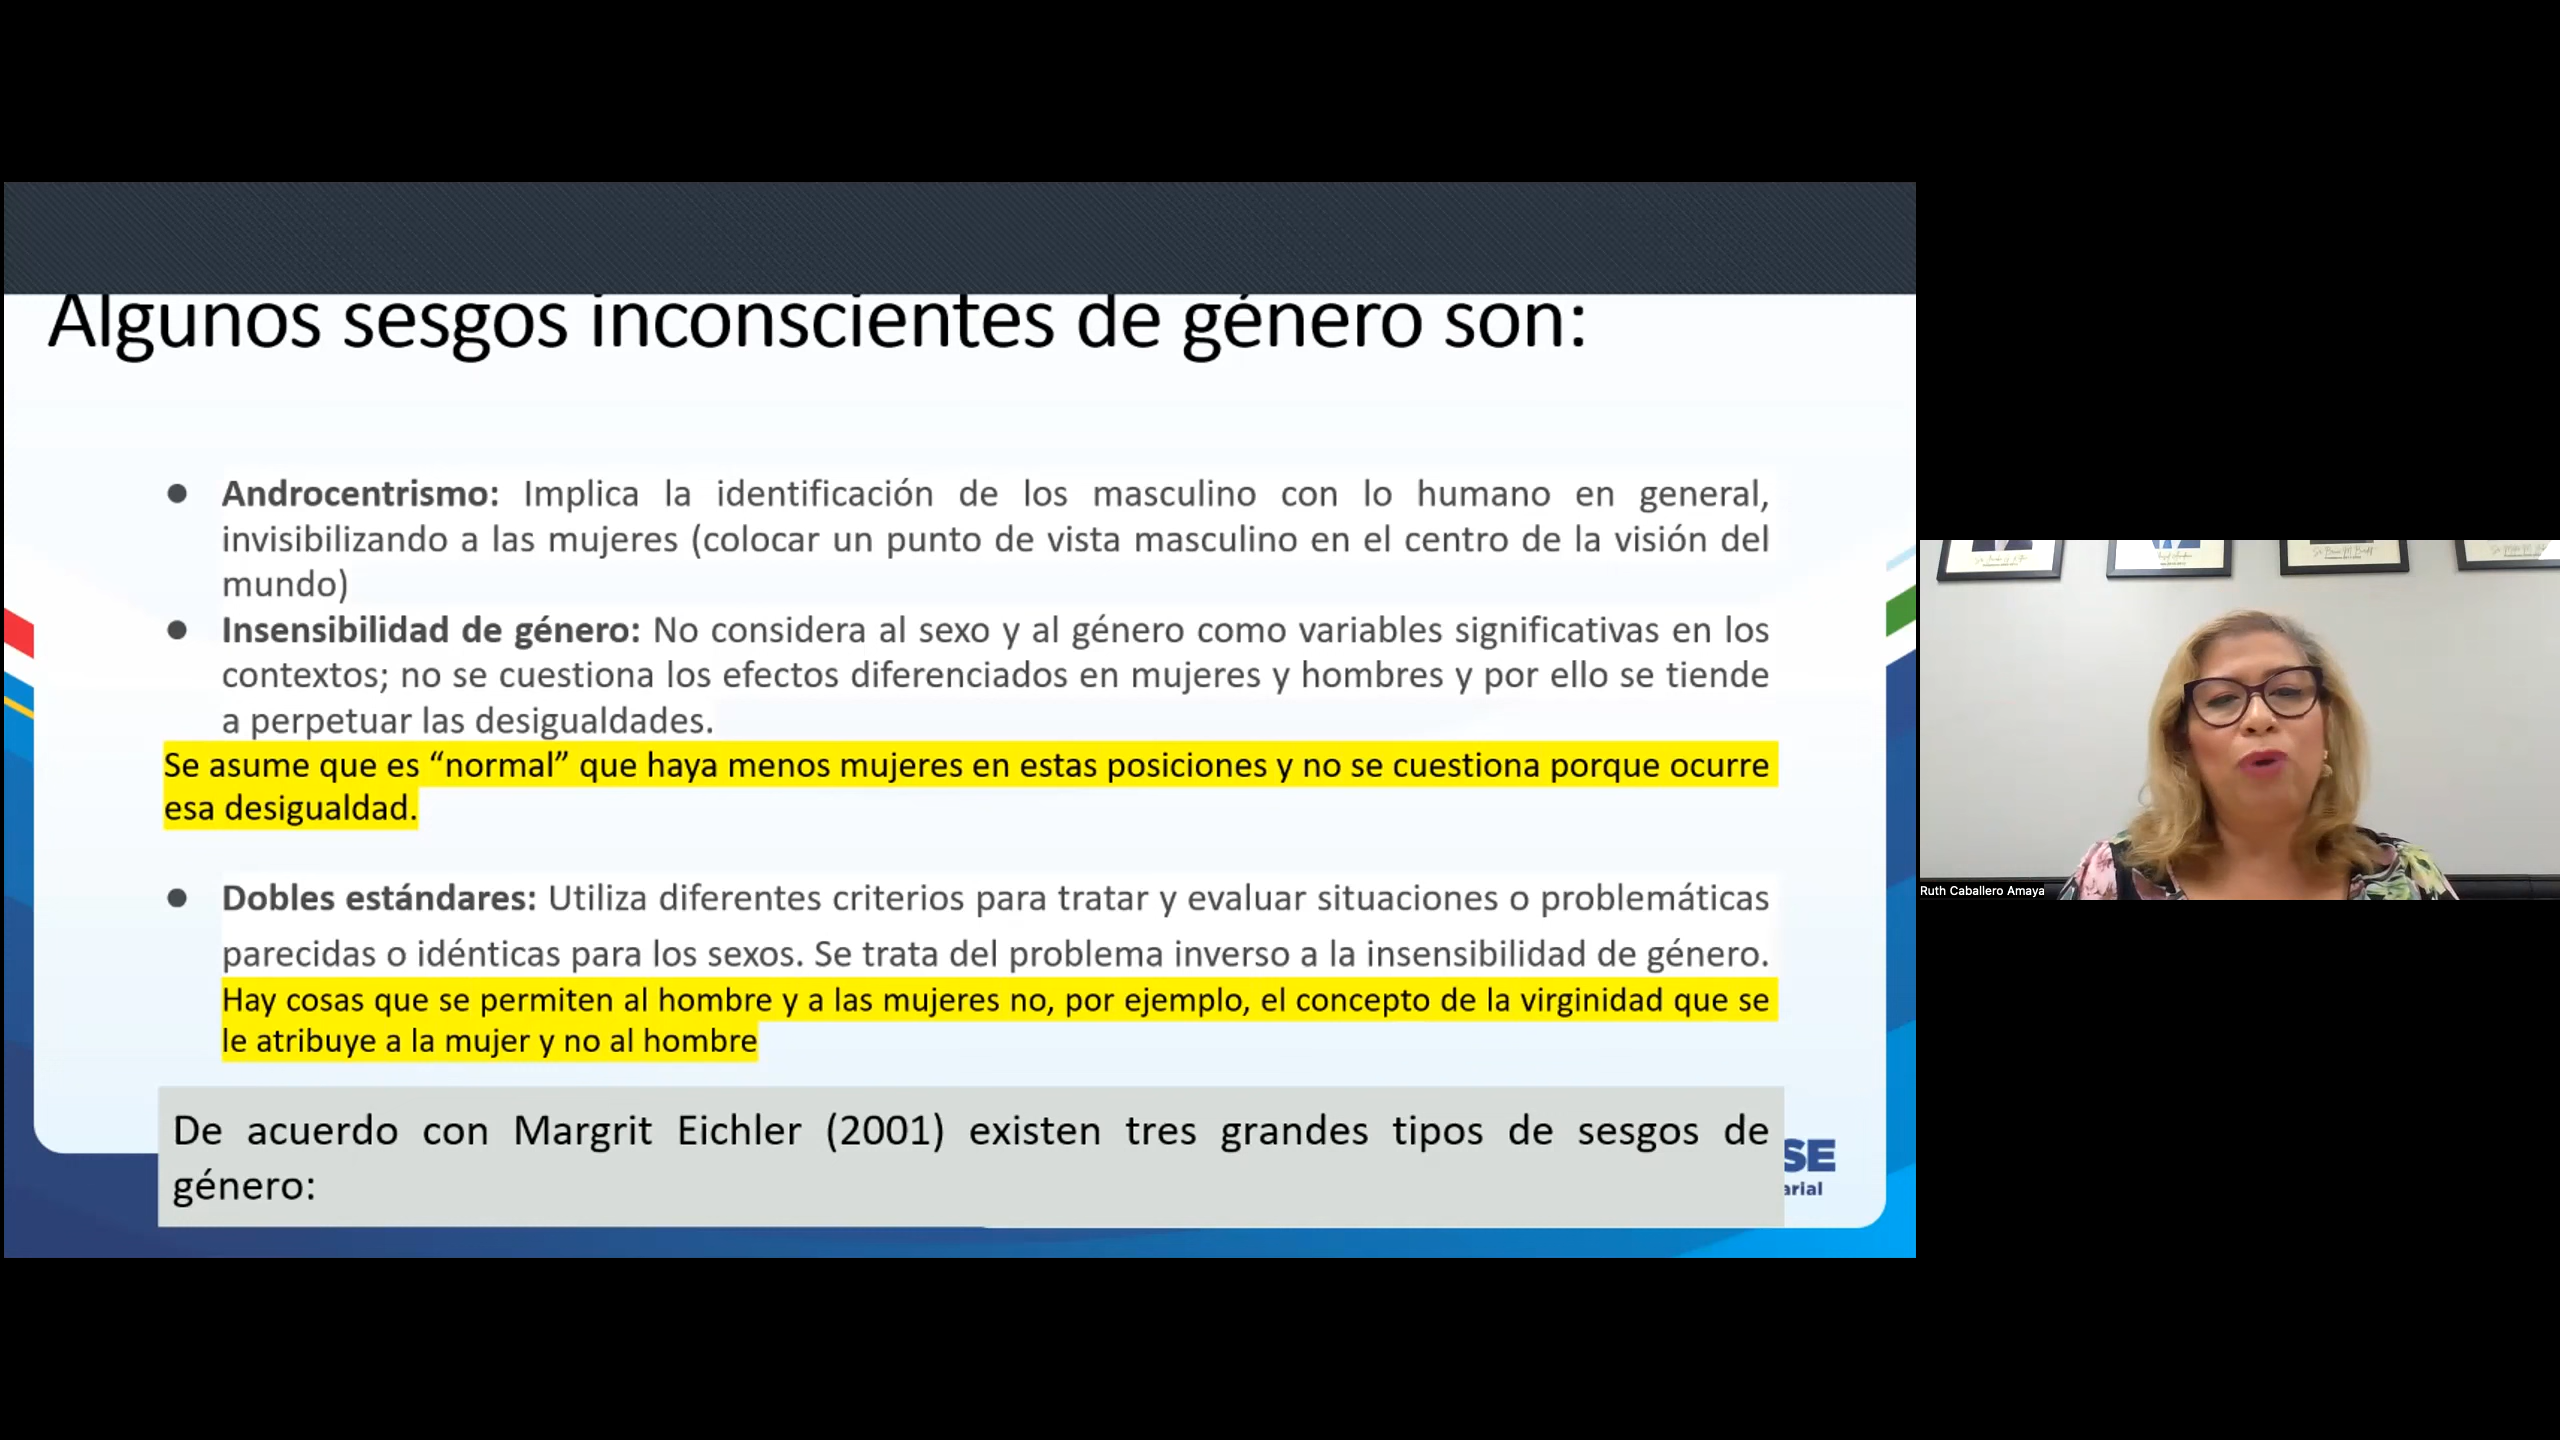 Algunos sesgos inconscientes de género son:
● Androcentrismo: Implica la identificación de los masculino con lo humano en general,
invisibilizando a las mujeres (colocar un punto de vista masculino en el centro de la visión del
mundo)
● Insensibilidad de género: No considera al sexo y al género como variables significativas en los
contextos; no se cuestiona los efectos diferenciados en mujeres y hombres y por ello se tiende
a perpetuar las desigualdades.
Se asume que es “normal” que haya menos mujeres en estas posiciones y no se cuestiona porque ocurre
esa desigualdad.
● Dobles estándares: Utiliza diferentes criterios para tratar y evaluar situaciones o problemáticas
parecidas o idénticas para los sexos. Se trata del problema inverso a la insensibilidad de género.
Hay cosas que se permiten al hombre y a las mujeres no, por ejemplo, el concepto de la virginidad que se
le atribuye a la mujer y no al hombre
De acuerdo con Margrit Eichler (2001) existen tres grandes tipos de sesgos de
género:
SE
arial
Ruth Caballero Amaya